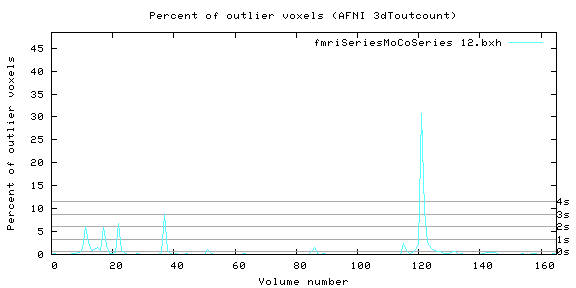 Percent of outlier voxels (AFNI 3dToutcount)
fmriSeriesMoCoSeries 12.bxh
Percent of outlier voxels
45
40
35
30
25
20
15
10
5
0
4s
3s
2s
1s
0s
0 20 40 60 80 100 120 140 160
Volume number